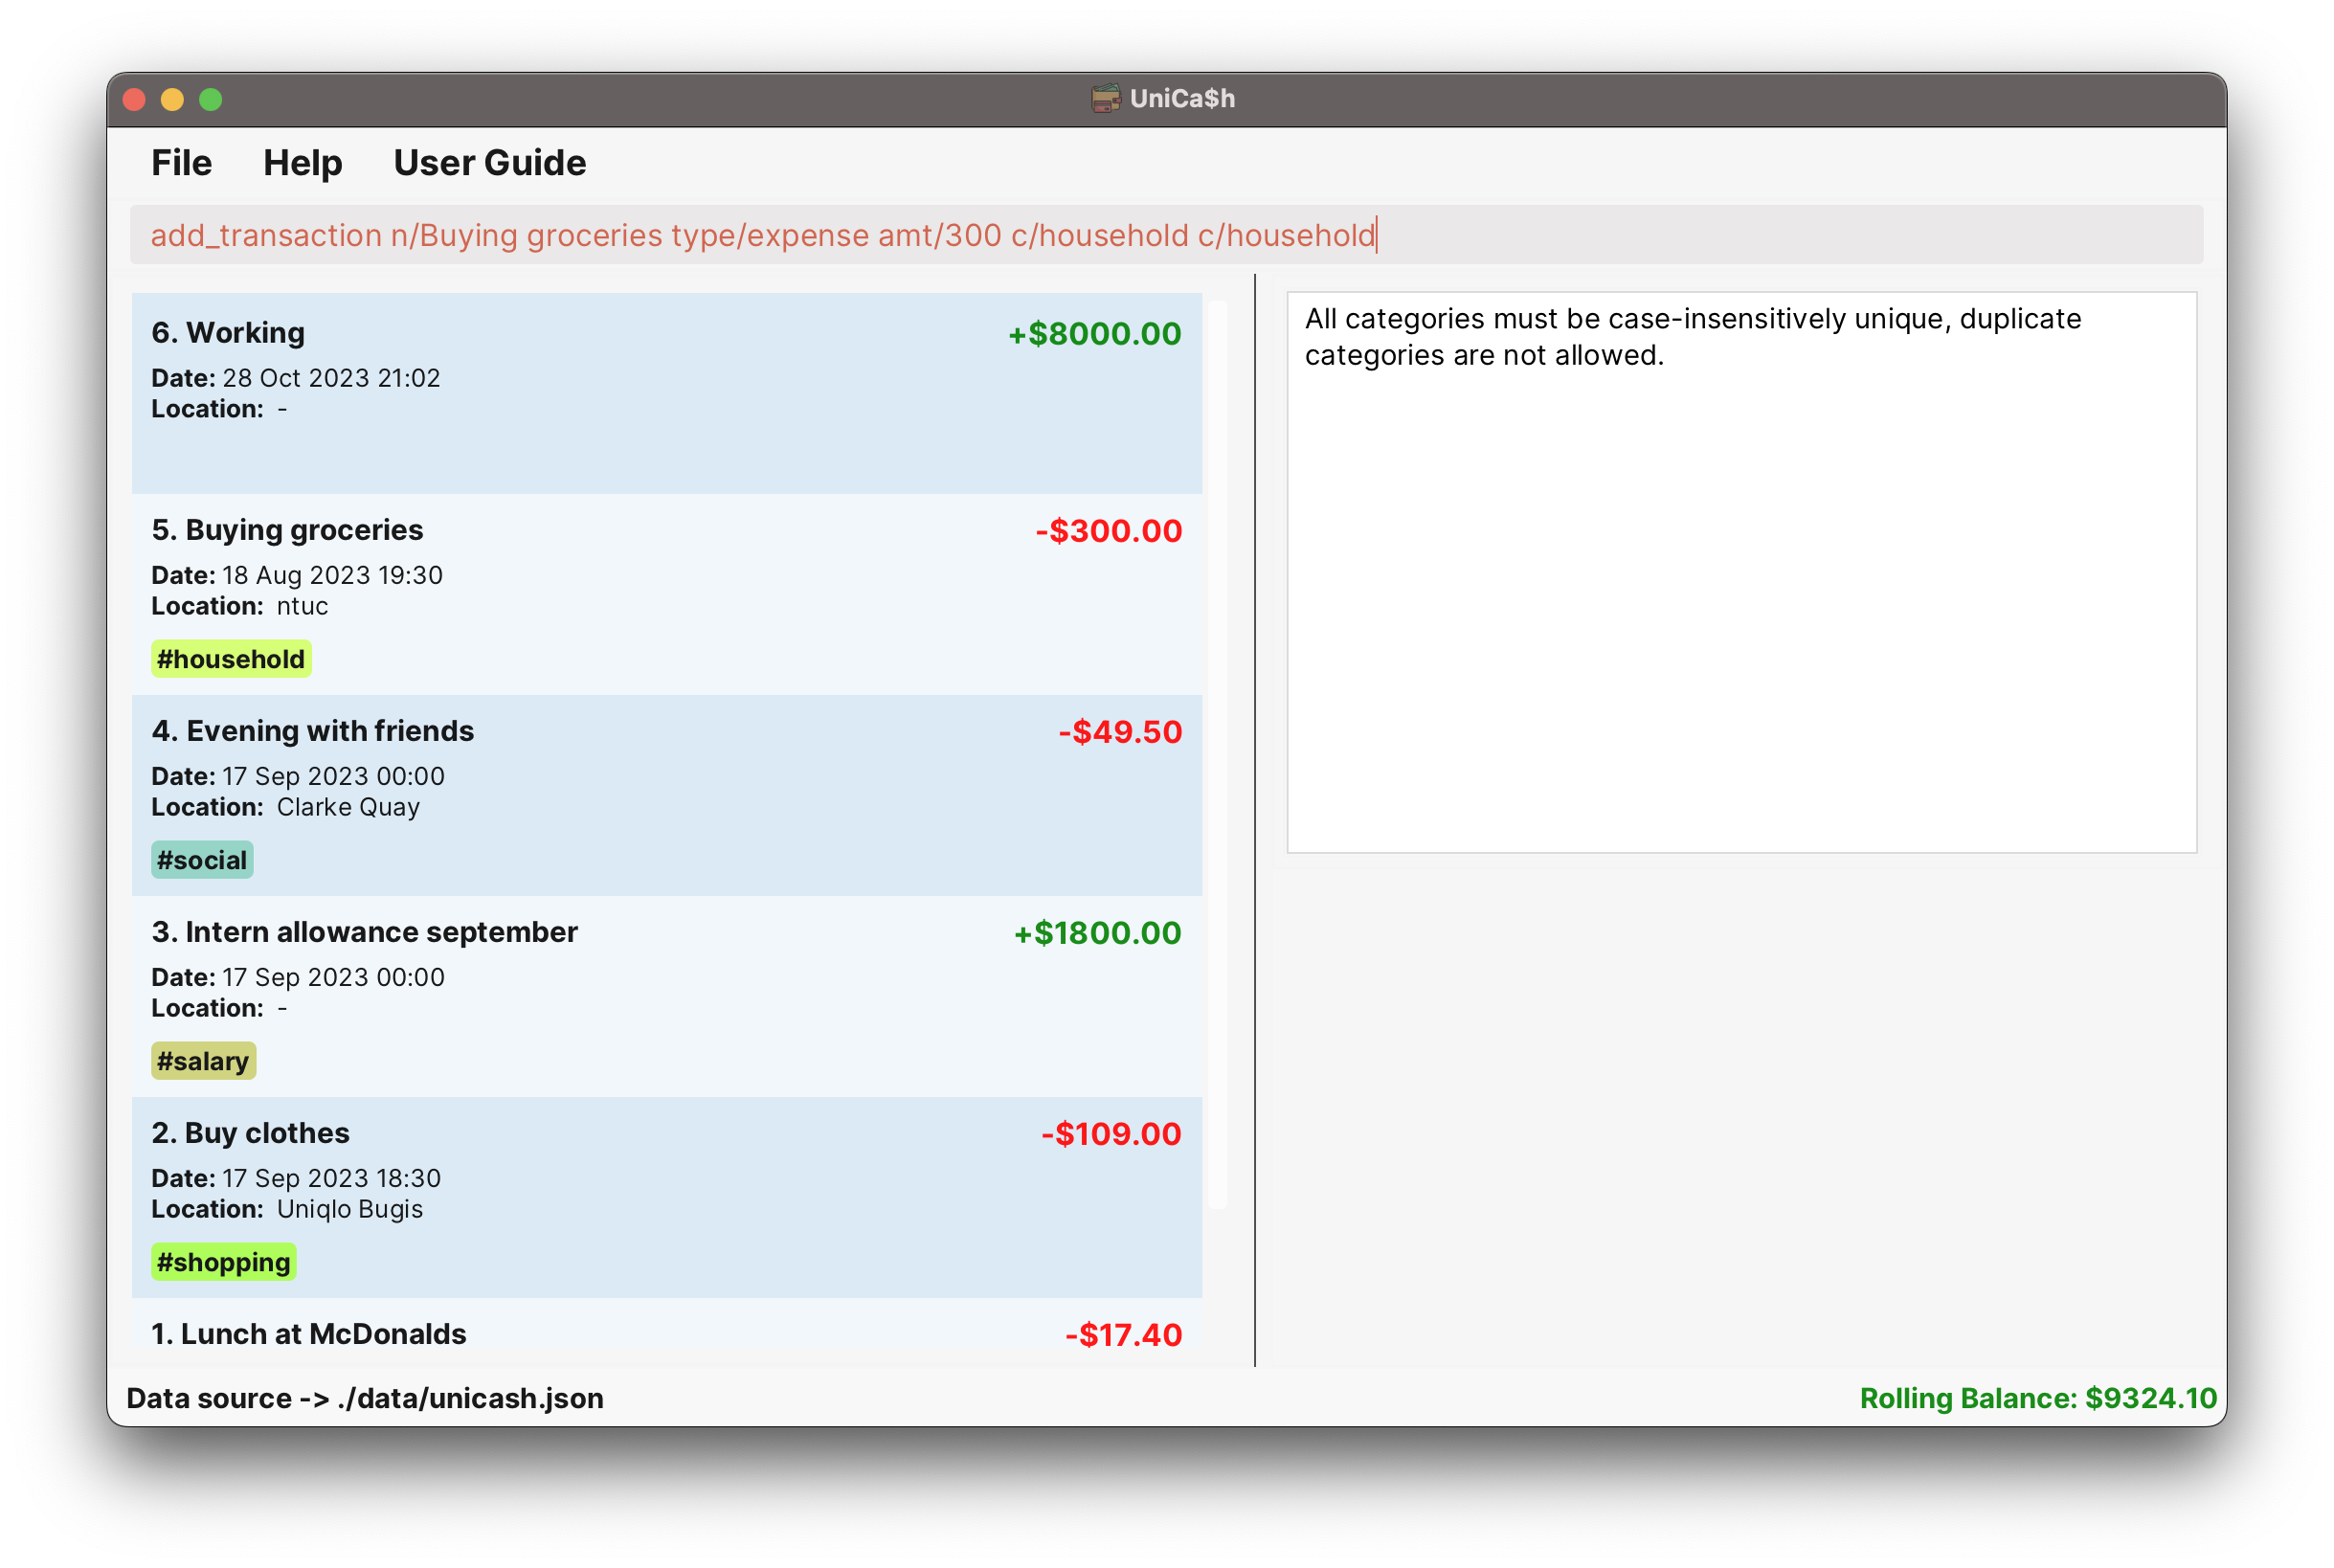 UniCa$h
File Help User Guide
add_transaction n/Buying groceries type/expense amt/300 c/household c/household
6. Working +$8000.00
Date: 28 Oct 2023 21:02
Location: -
5. Buying groceries -$300.00
Date: 18 Aug 2023 19:30
Location: ntuc
#household
4. Evening with friends -$49.50
Date: 17 Sep 2023 00:00
Location: Clarke Quay
#social
3. Intern allowance september +$1800.00
Date: 17 Sep 2023 00:00
Location: -
#salary
2. Buy clothes -$109.00
Date: 17 Sep 2023 18:30
Location: Uniqlo Bugis
#shopping
1. Lunch at McDonalds -$17.40
All categories must be case-insensitively unique, duplicate
categories are not allowed.
Data source -> ./data/unicash.json
Rolling Balance: $9324.10